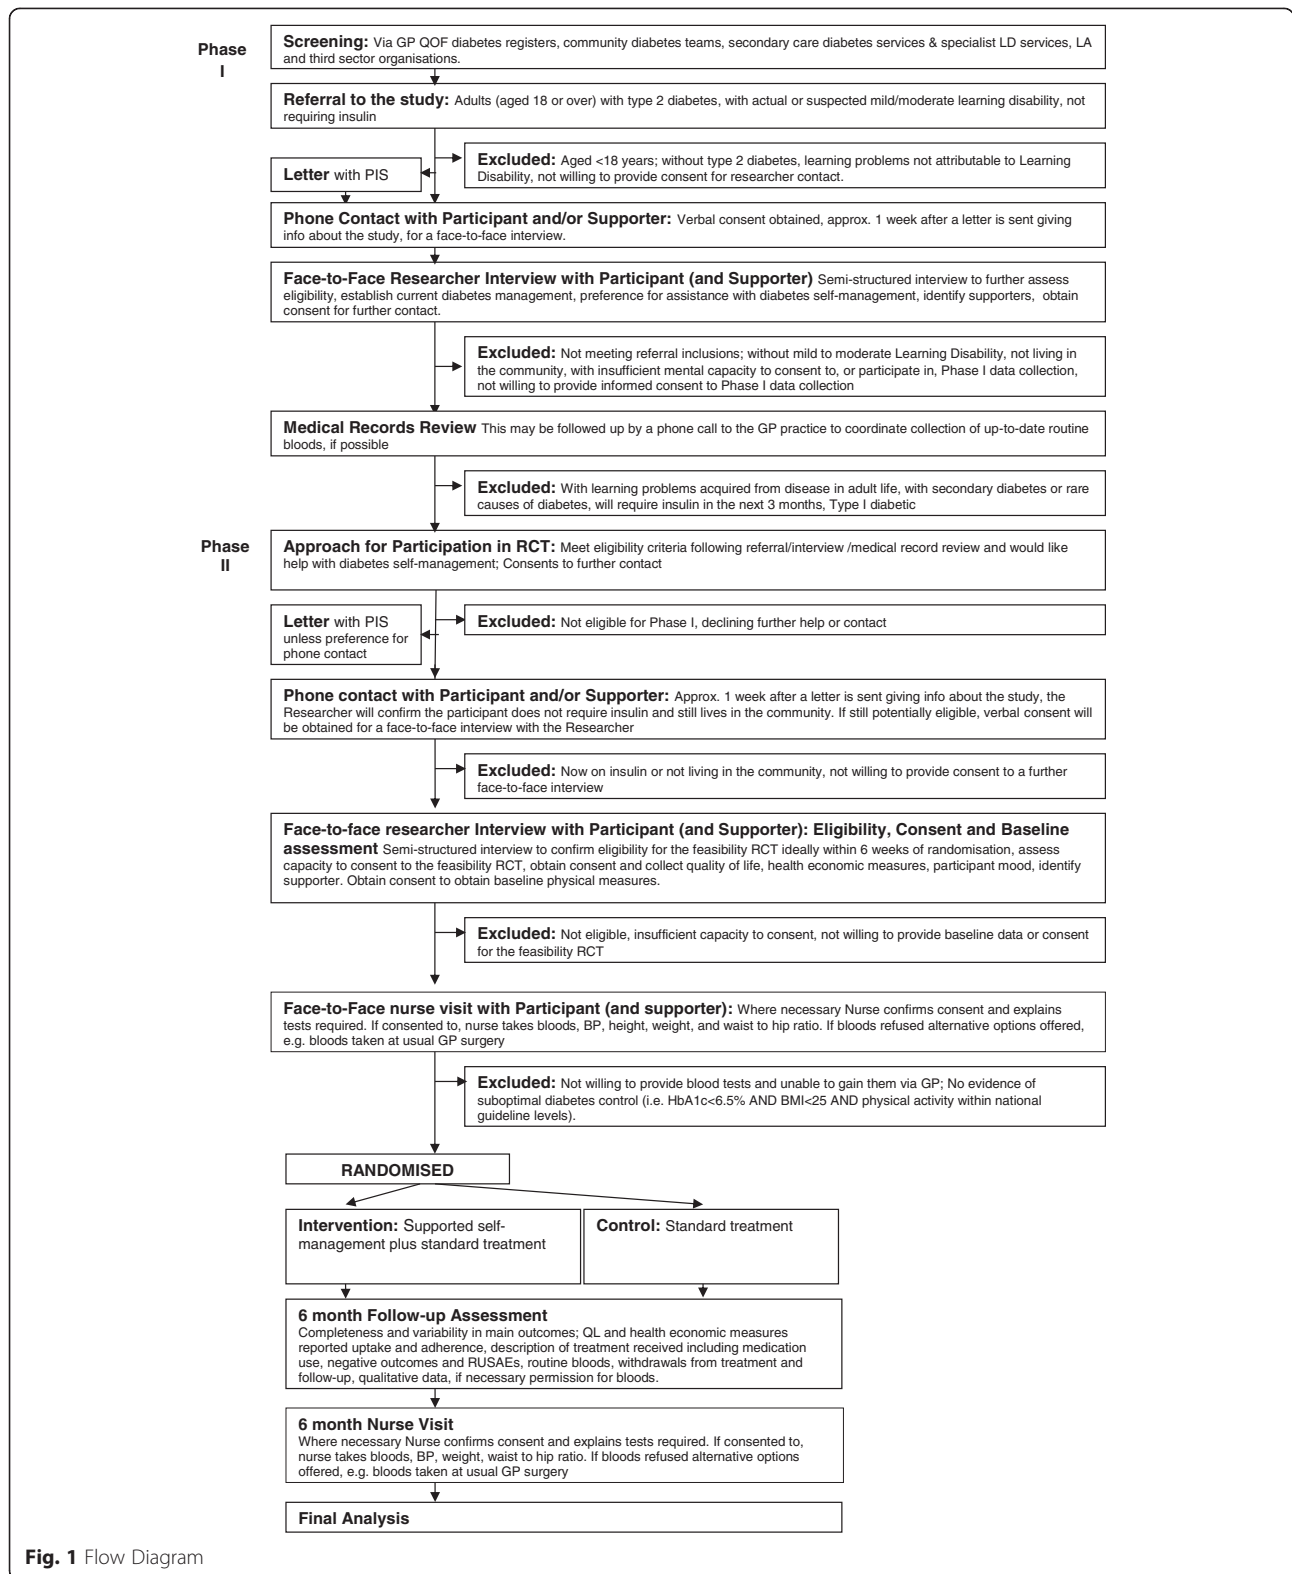 Phase
I
Screening: Via GP QOF diabetes registers, community diabetes teams, secondary care diabetes services & specialist LD services, LA
and third sector organisations.
Referral to the study: Adults (aged 18 or over) with type 2 diabetes, with actual or suspected mild/moderate learning disability, not
requiring insulin
Excluded: Aged <18 years; without type 2 diabetes, learning problems not attributable to Learning
Disability, not willing to provide consent for researcher contact.
Letter with PIS
Phone Contact with Participant and/or Supporter: Verbal consent obtained, approx. 1 week after a letter is sent giving
info about the study, for a face-to-face interview.
Face-to-Face Researcher Interview with Participant (and Supporter) Semi-structured interview to further assess
eligibility, establish current diabetes management, preference for assistance with diabetes self-management, identify supporters, obtain
consent for further contact.
Excluded: Not meeting referral inclusions; without mild to moderate Learning Disability, not living in
the community, with insufficient mental capacity to consent to, or participate in, Phase I data collection,
not willing to provide informed consent to Phase I data collection
Medical Records Review This may be followed up by a phone call to the GP practice to coordinate collection of up-to-date routine
bloods, if possible
Excluded: With learning problems acquired from disease in adult life, with secondary diabetes or rare
causes of diabetes, will require insulin in the next 3 months, Type I diabetic
Phase
II
Approach for Participation in RCT: Meet eligibility criteria following referral/interview /medical record review and would like
help with diabetes self-management; Consents to further contact
Letter with PIS
unless preference for
phone contact
Excluded: Not eligible for Phase I, declining further help or contact
Phone contact with Participant and/or Supporter: Approx. 1 week after a letter is sent giving info about the study, the
Researcher will confirm the participant does not require insulin and still lives in the community. If still potentially eligible, verbal consent will
be obtained for a face-to-face interview with the Researcher
Excluded: Now on insulin or not living in the community, not willing to provide consent to a further
face-to-face interview
Face-to-face researcher Interview with Participant (and Supporter): Eligibility, Consent and Baseline
assessment Semi-structured interview to confirm eligibility for the feasibility RCT ideally within 6 weeks of randomisation, assess
capacity to consent to the feasibility RCT, obtain consent and collect quality of life, health economic measures, participant mood, identify
supporter. Obtain consent to obtain baseline physical measures.
Excluded: Not eligible, insufficient capacity to consent, not willing to provide baseline data or consent
for the feasibility RCT
Face-to-Face nurse visit with Participant (and supporter): Where necessary Nurse confirms consent and explains
tests required. If consented to, nurse takes bloods, BP, height, weight, and waist to hip ratio. If bloods refused alternative options offered,
e.g. bloods taken at usual GP surgery
Excluded: Not willing to provide blood tests and unable to gain them via GP; No evidence of
suboptimal diabetes control (i.e. HbA1c<6.5% AND BMI<25 AND physical activity within national
guideline levels).
RANDOMISED
Intervention: Supported self-
management plus standard treatment
Control: Standard treatment
6 month Follow-up Assessment
Completeness and variability in main outcomes; QL and health economic measures
reported uptake and adherence, description of treatment received including medication
use, negative outcomes and RUSAEs, routine bloods, withdrawals from treatment and
follow-up, qualitative data, if necessary permission for bloods.
6 month Nurse Visit
Where necessary Nurse confirms consent and explains tests required. If consented to,
nurse takes bloods, BP, weight, waist to hip ratio. If bloods refused alternative options
offered, e.g. bloods taken at usual GP surgery
Final Analysis
Fig. 1 Flow Diagram